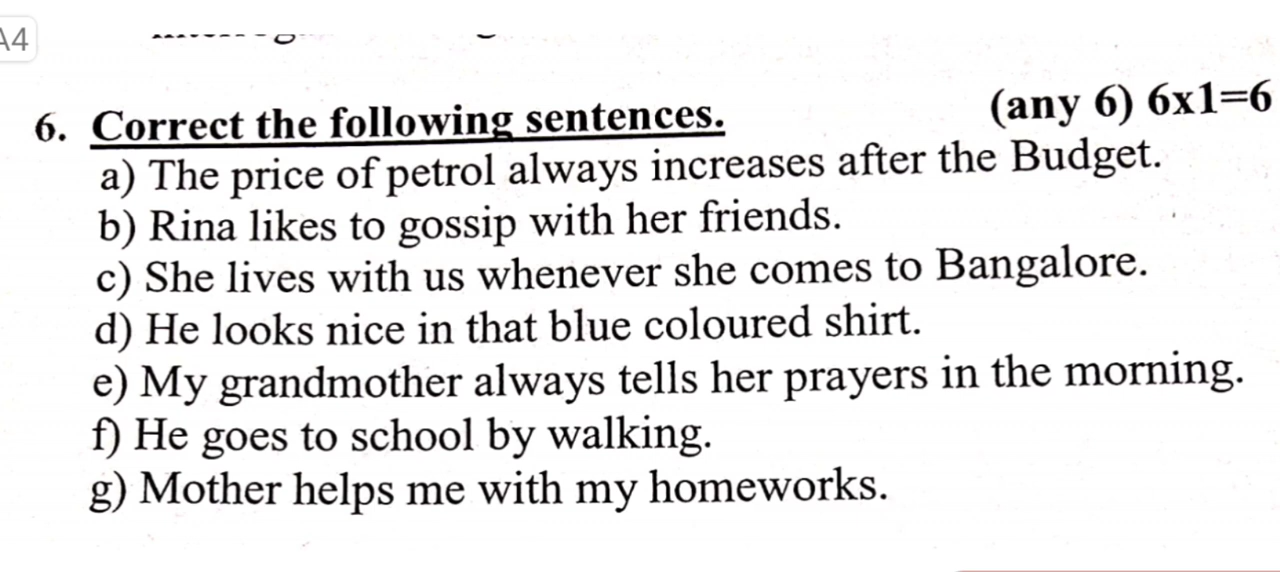 A4
6. Correct the following sentences. (any 6) 6x1=6
a) The price of petrol always increases after the Budget.
b) Rina likes to gossip with her friends.
c) She lives with us whenever she comes to Bangalore.
d) He looks nice in that blue coloured shirt.
e) My grandmother always tells her prayers in the morning.
f) He goes to school by walking.
g) Mother helps me with my homeworks.